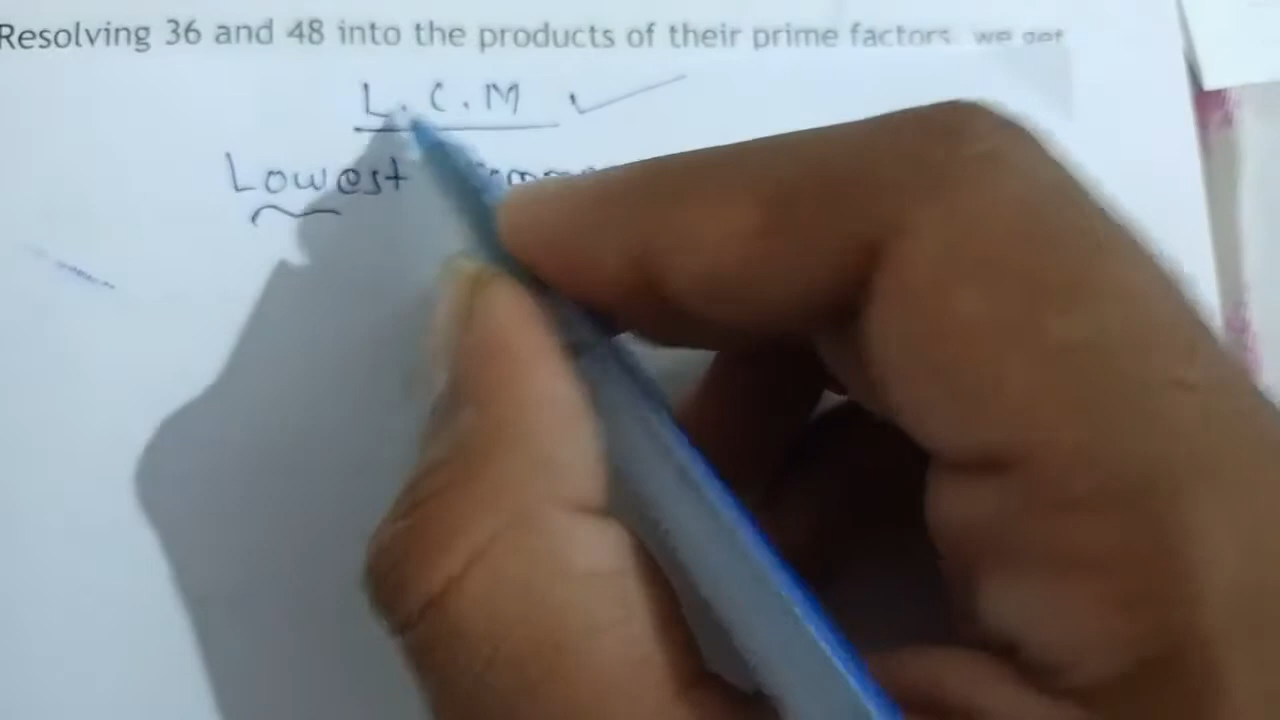 Resolving 36 and 48 into the products of their prime factors, we get
L.C.M
Lowest